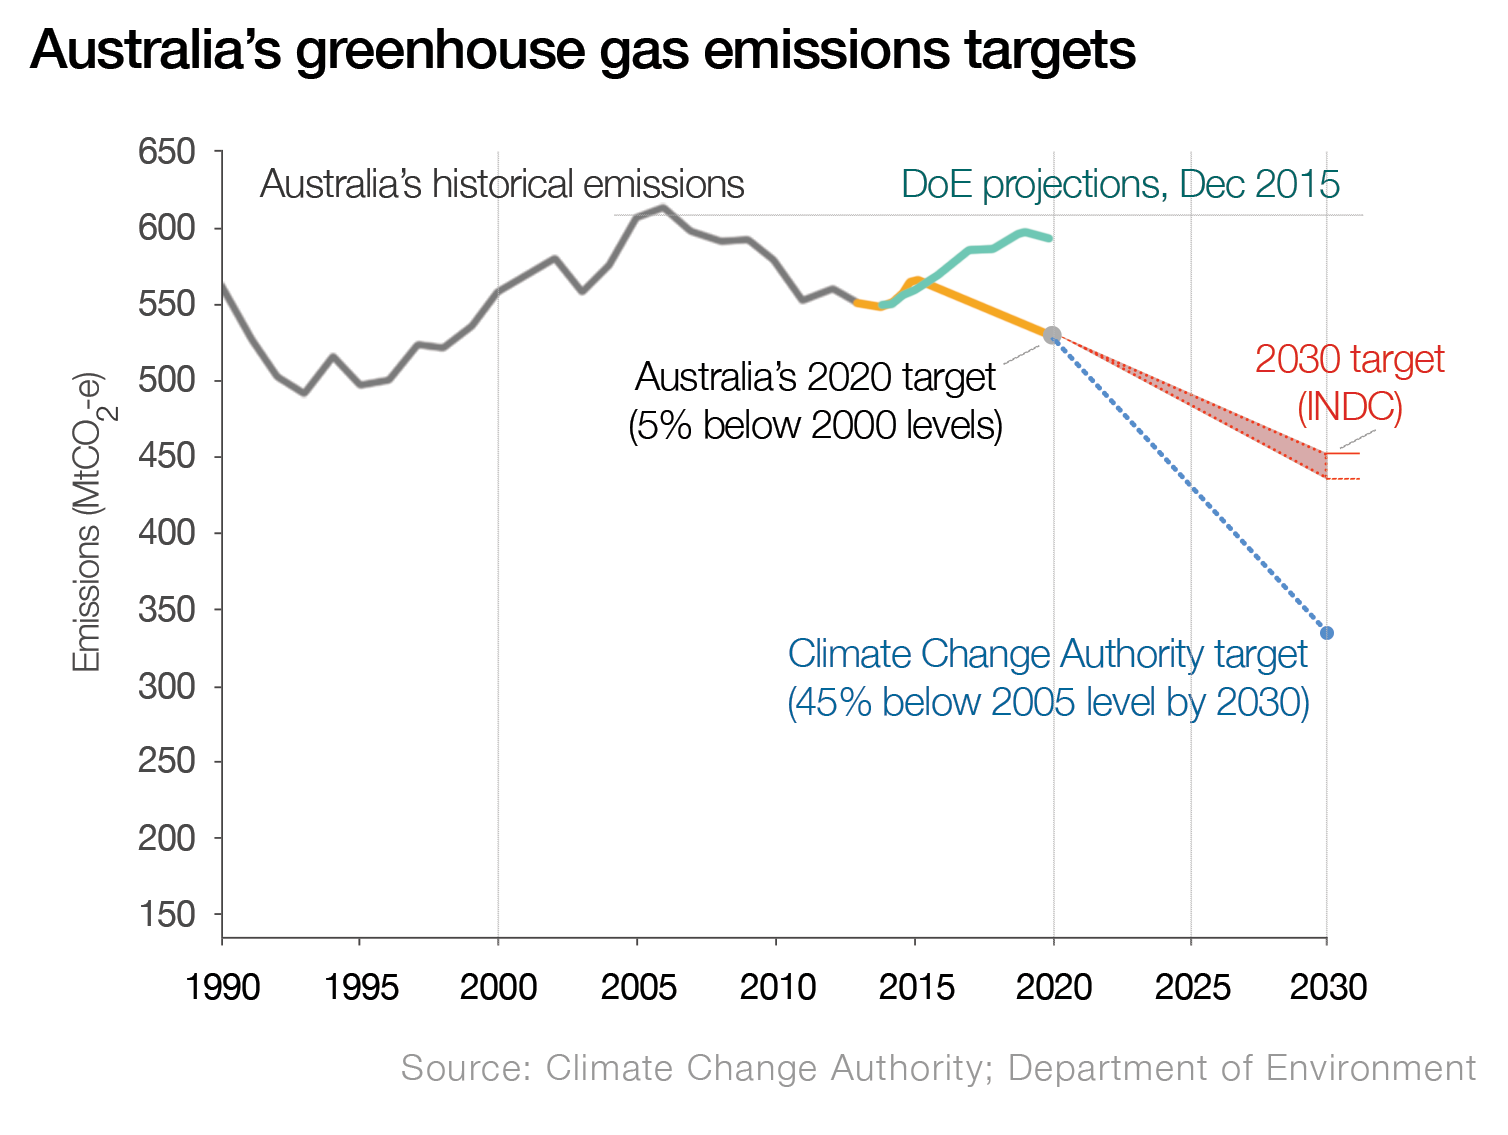 Australia's greenhouse gas emissions targets
650
600
550
500
450
400
350
300
250
200
150
Emissions (MtCO2-e)
Australia's historical emissions
DoE projections, Dec 2015
Australia's 2020 target
(5% below 2000 levels)
2030 target
(INDC)
Climate Change Authority target
(45% below 2005 level by 2030)
1990 1995 2000 2005 2010 2015 2020 2025 2030
Source: Climate Change Authority; Department of Environment